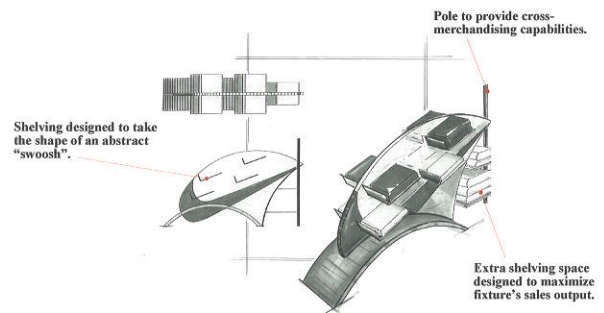 Pole to provide cross-
merchandising capabilities.
Shelving designed to take
the shape of an abstract
"swoosh".
Extra shelving space
designed to maximize
fixture's sales output.